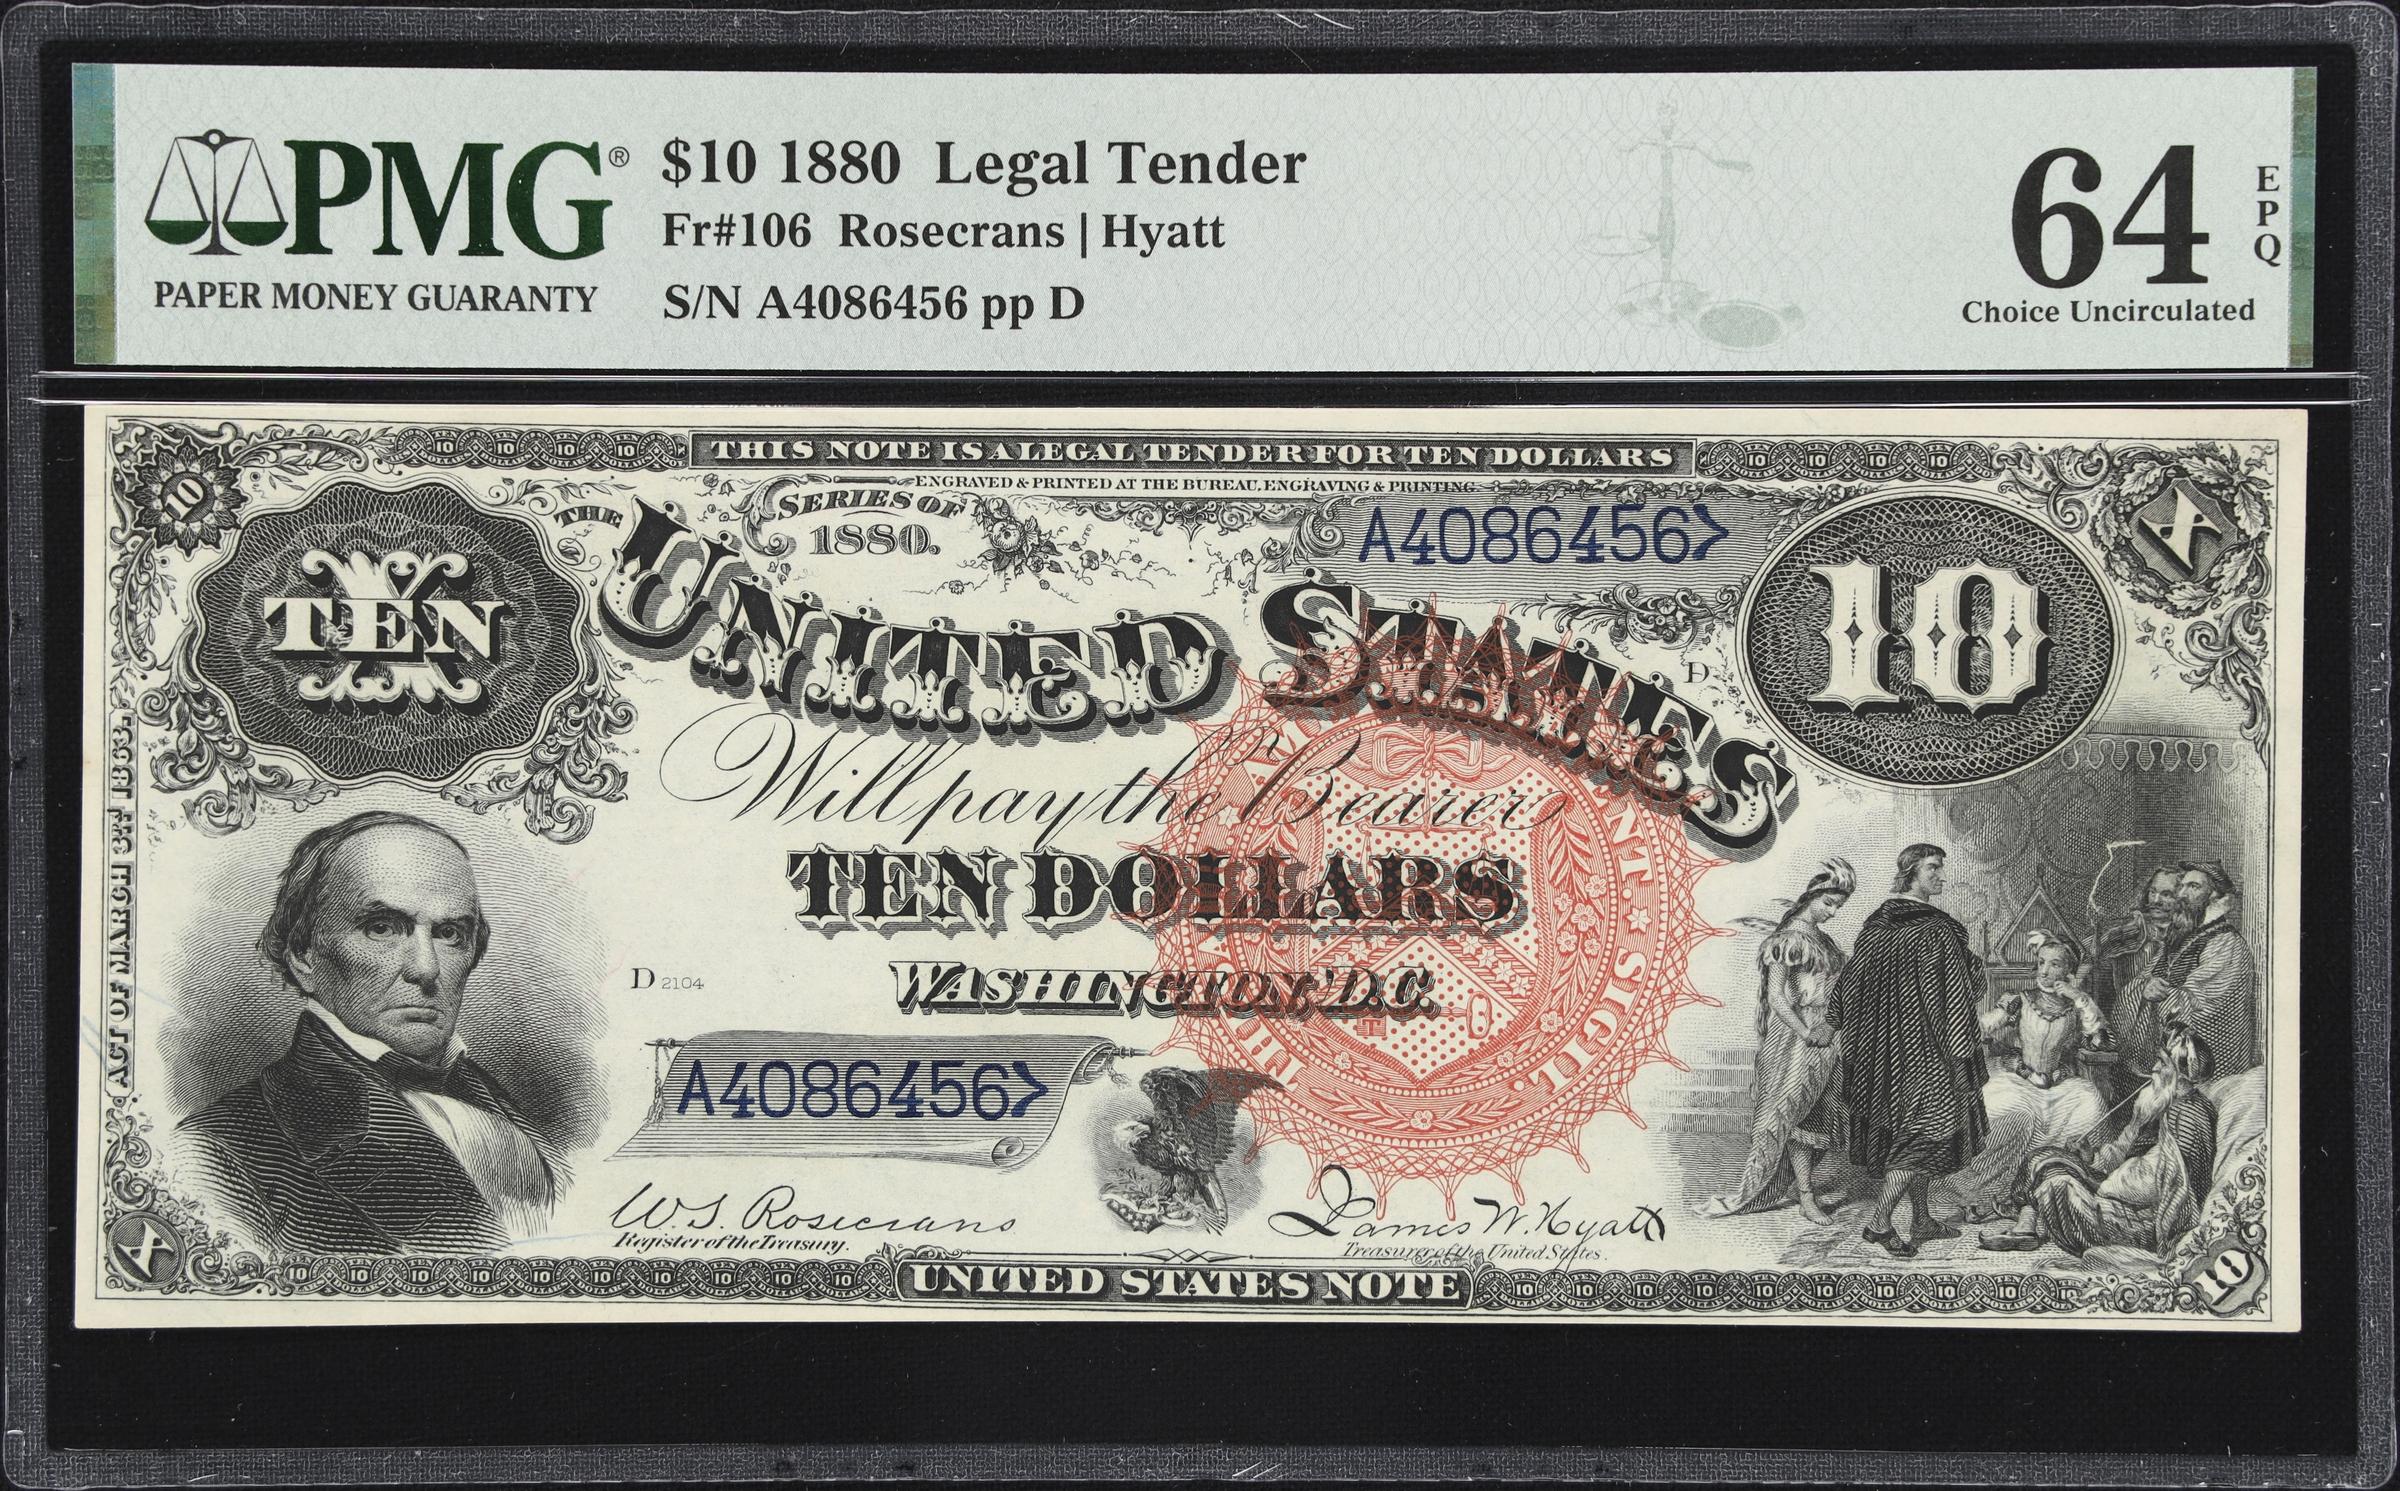 PMG®
PAPER MONEY GUARANTY
$10 1880 Legal Tender
Fr#106 Rosecrans | Hyatt
S/N A4086456 pp D
64 EPQ
Choice Uncirculated
THIS NOTE IS A LEGAL TENDER FOR TEN DOLLARS
ENGRAVED & PRINTED AT THE BUREAU, ENGRAVING & PRINTING.
10
TEN
X
SERIES OF
1880.
A4086456
10
X
THE UNITED STATES
D
Will pay the Bearer
TEN DOLLARS
WASHINGTON, D.C.
D 2104
ACT OF MARCH 3RD 1863.
A4086456
W. S. Rosecrans
Register of the Treasury.
James W. Hyatt
Treasurer of the United States.
X
UNITED STATES NOTE
10